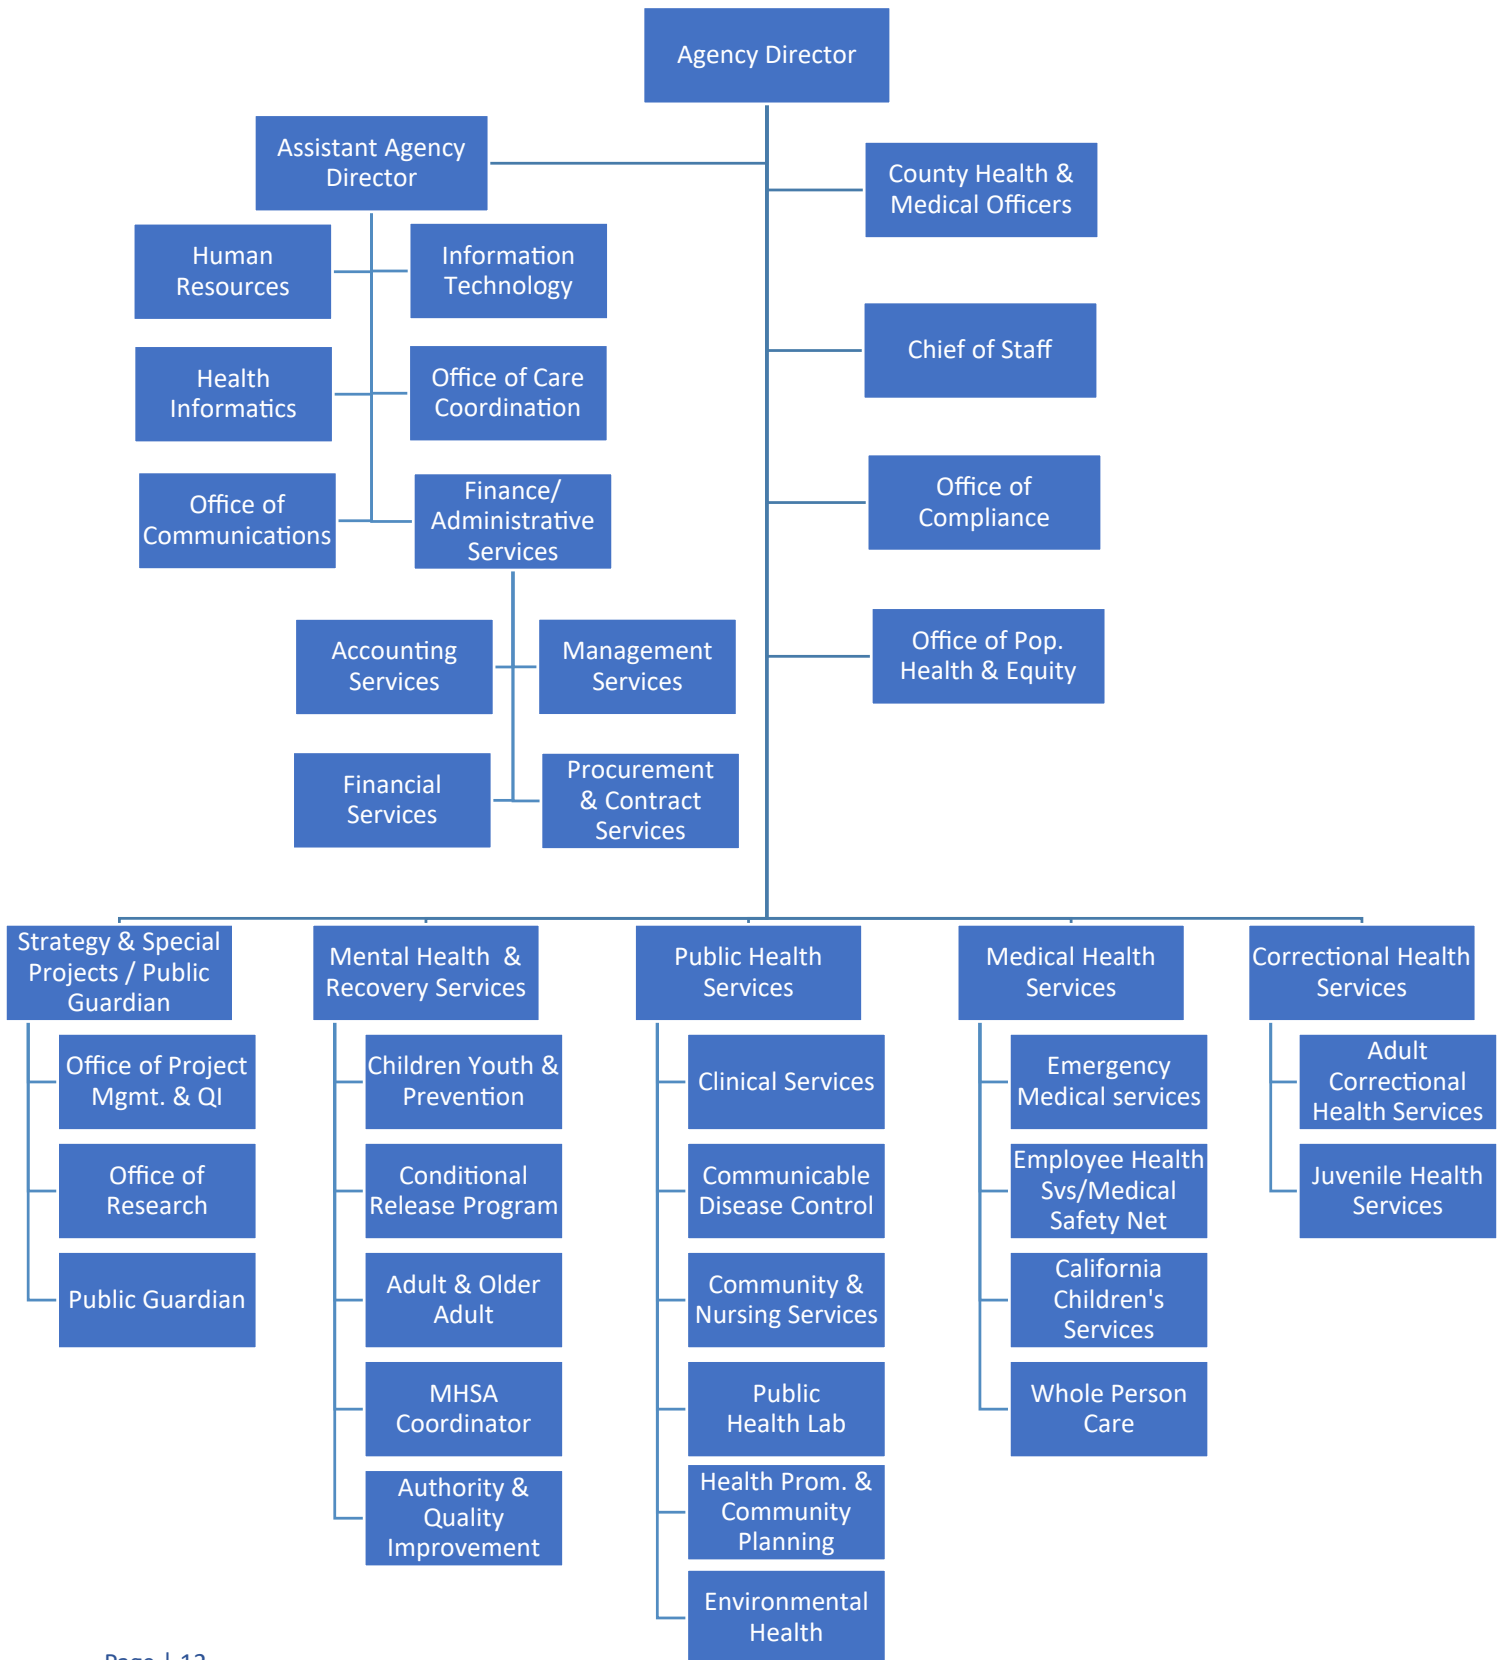 Agency Director
Assistant Agency
Director
County Health &
Medical Officers
Human
Resources
Information
Technology
Chief of Staff
Health
Informatics
Office of Care
Coordination
Office of
Communications
Finance/
Administrative
Services
Office of
Compliance
Accounting
Services
Management
Services
Office of Pop.
Health & Equity
Financial
Services
Procurement
& Contract
Services
Strategy & Special
Projects / Public
Guardian
Office of Project
Mgmt. & QI
Office of
Research
Public Guardian
Mental Health &
Recovery Services
Children Youth &
Prevention
Conditional
Release Program
Adult & Older
Adult
MHSA
Coordinator
Authority &
Quality
Improvement
Public Health
Services
Clinical Services
Communicable
Disease Control
Community &
Nursing Services
Public
Health Lab
Health Prom. &
Community
Planning
Environmental
Health
Medical Health
Services
Emergency
Medical services
Employee Health
Svs/Medical
Safety Net
California
Children's
Services
Whole Person
Care
Correctional Health
Services
Adult
Correctional
Health Services
Juvenile Health
Services
Page | 12